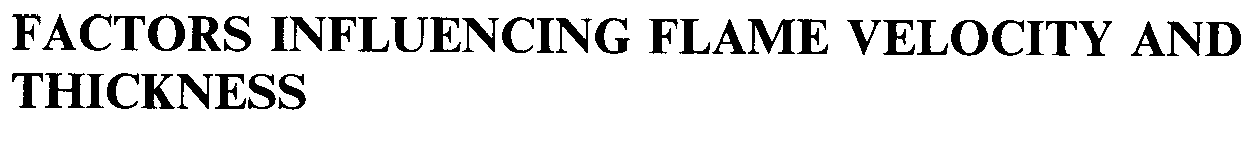 FACTORS INFLUENCING FLAME VELOCITY AND
THICKNESS